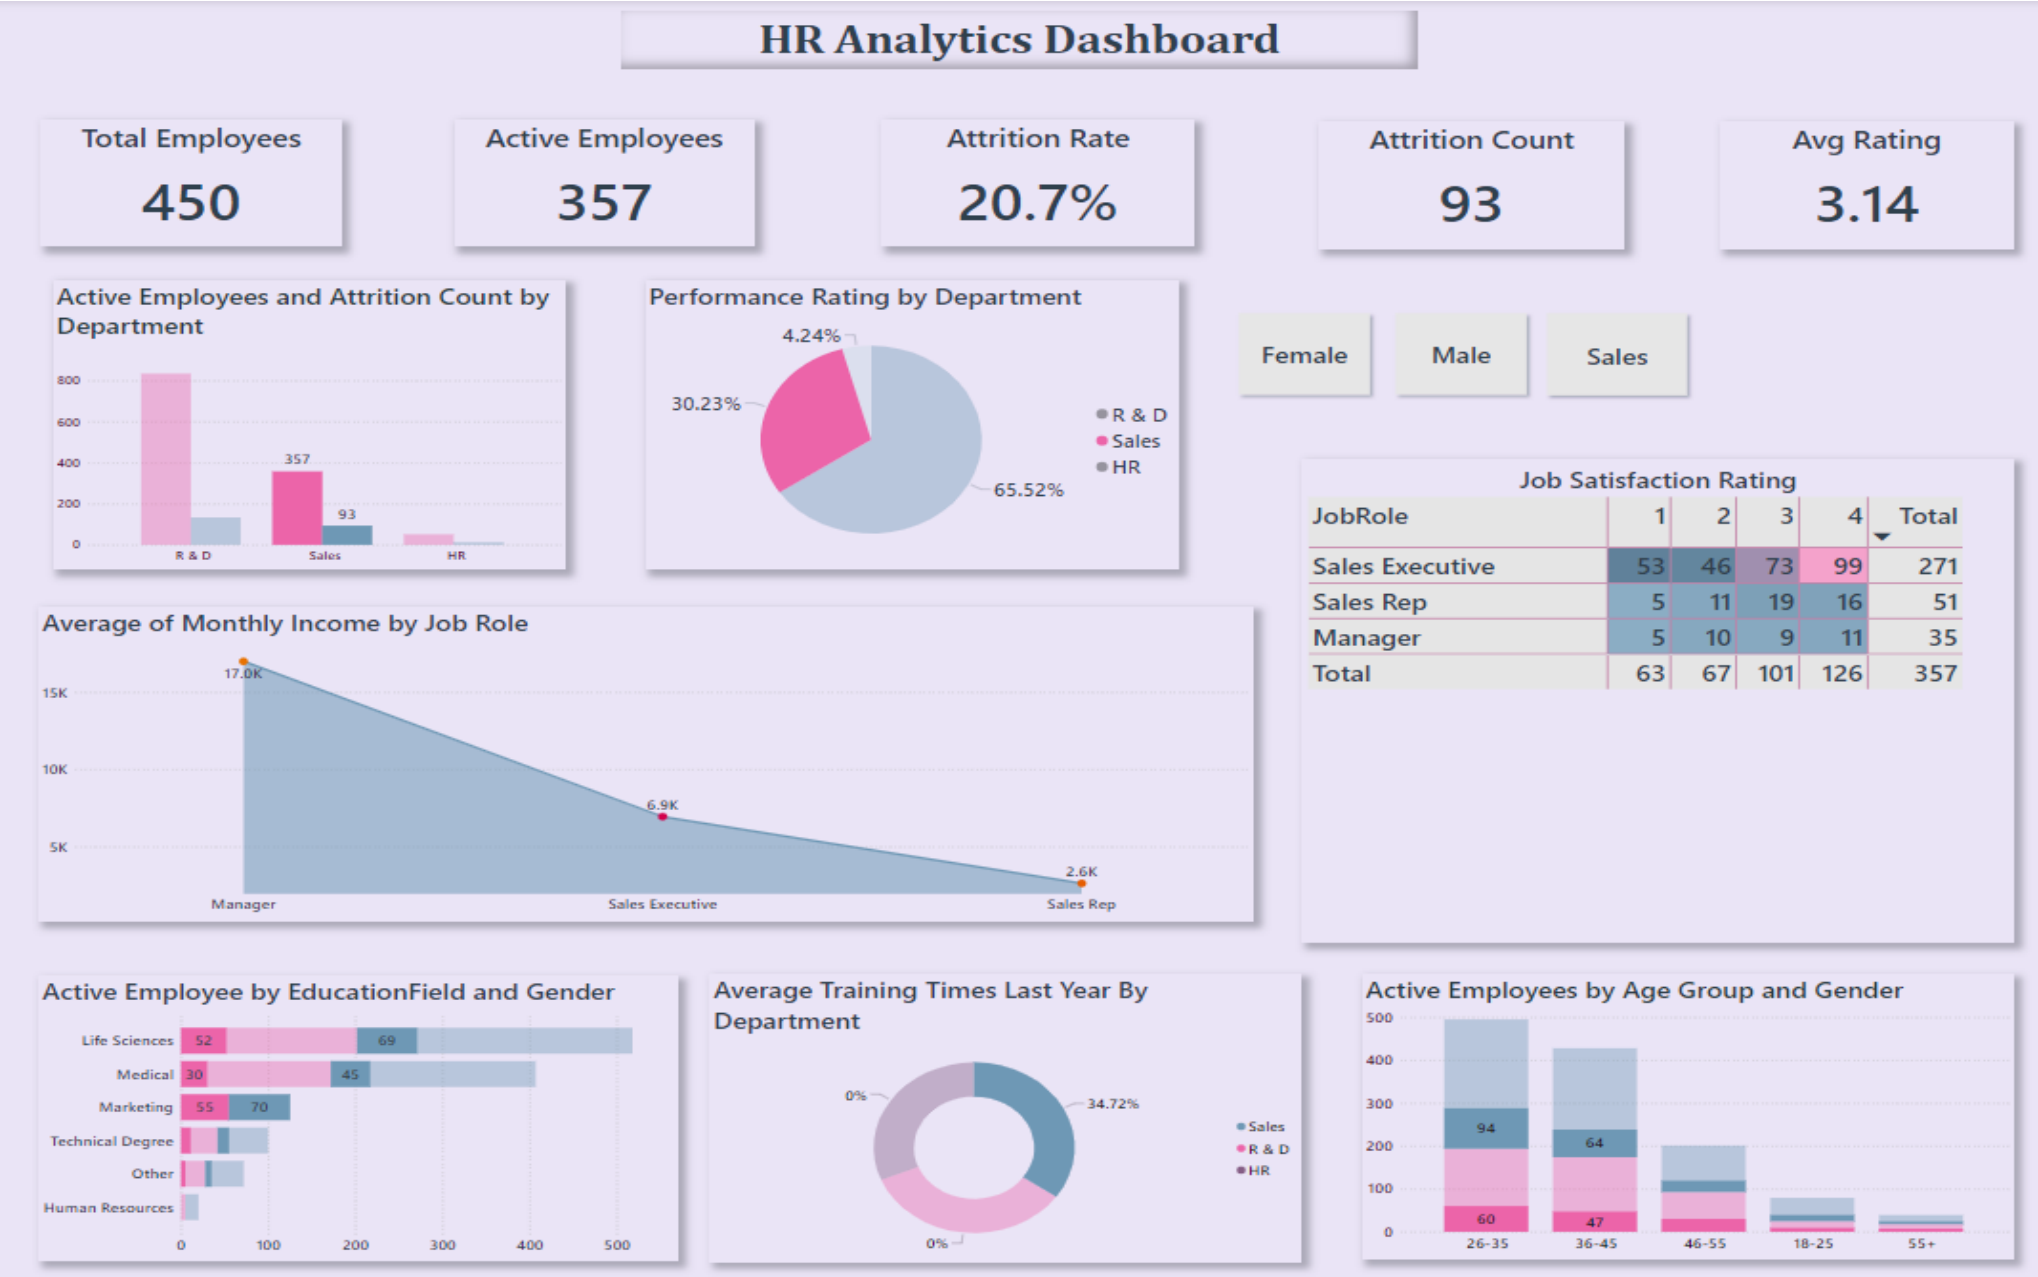 HR Analytics Dashboard
Total Employees
450
Active Employees
357
Attrition Rate
20.7%
Attrition Count
93
Avg Rating
3.14
Active Employees and Attrition Count by
Department
800
600
400
200
0
357
93
R & D
Sales
HR
Performance Rating by Department
4.24%
30.23%
65.52%
R & D
Sales
HR
Female
Male
Sales
Job Satisfaction Rating
JobRole 1 2 3 4 Total
Sales Executive 53 46 73 99 271
Sales Rep 5 11 19 16 51
Manager 5 10 9 11 35
Total 63 67 101 126 357
Average of Monthly Income by Job Role
15K
10K
5K
17.0K
6.9K
2.6K
Manager
Sales Executive
Sales Rep
Active Employee by EducationField and Gender
Life Sciences 52 69
Medical 30 45
Marketing 55 70
Technical Degree
Other
Human Resources
0 100 200 300 400 500
Average Training Times Last Year By
Department
0%
34.72%
0%
Sales
R & D
HR
Active Employees by Age Group and Gender
500
400
300
200
100
0
94
60
64
47
26-35 36-45 46-55 18-25 55+